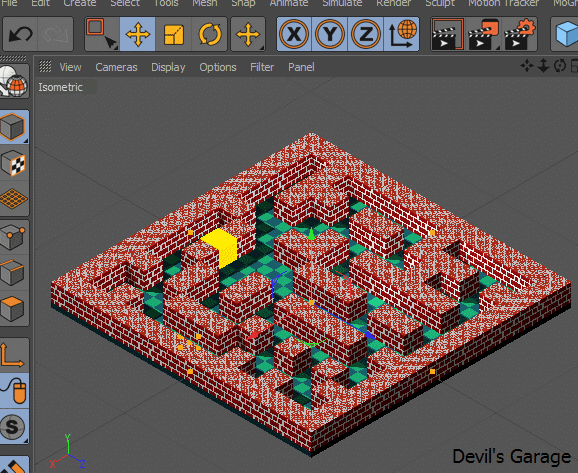 File Edit Create Select Tools Mesh Snap Animate Simulate Render Sculpt Motion Tracker MoGr
X Y Z
View Cameras Display Options Filter Panel
Isometric
S
Y
X Z
Devil's Garage